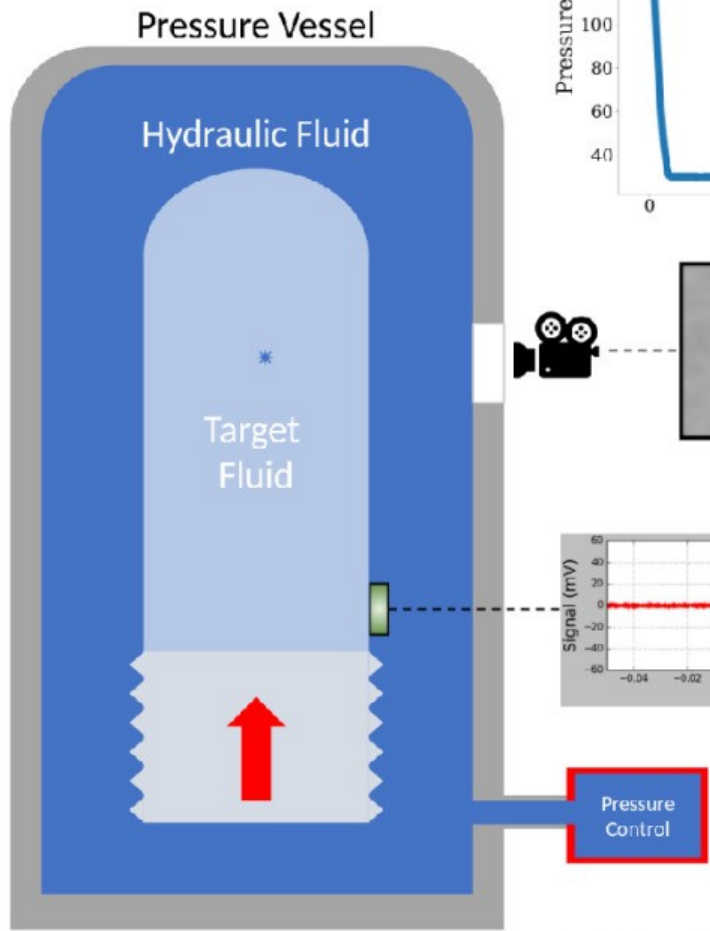 Pressure Vessel
Pressure
100
80
60
40
0
Hydraulic Fluid
Target
Fluid
Signal (mV)
60
40
20
0
−20
−40
−60
−0.04
−0.02
Pressure
Control